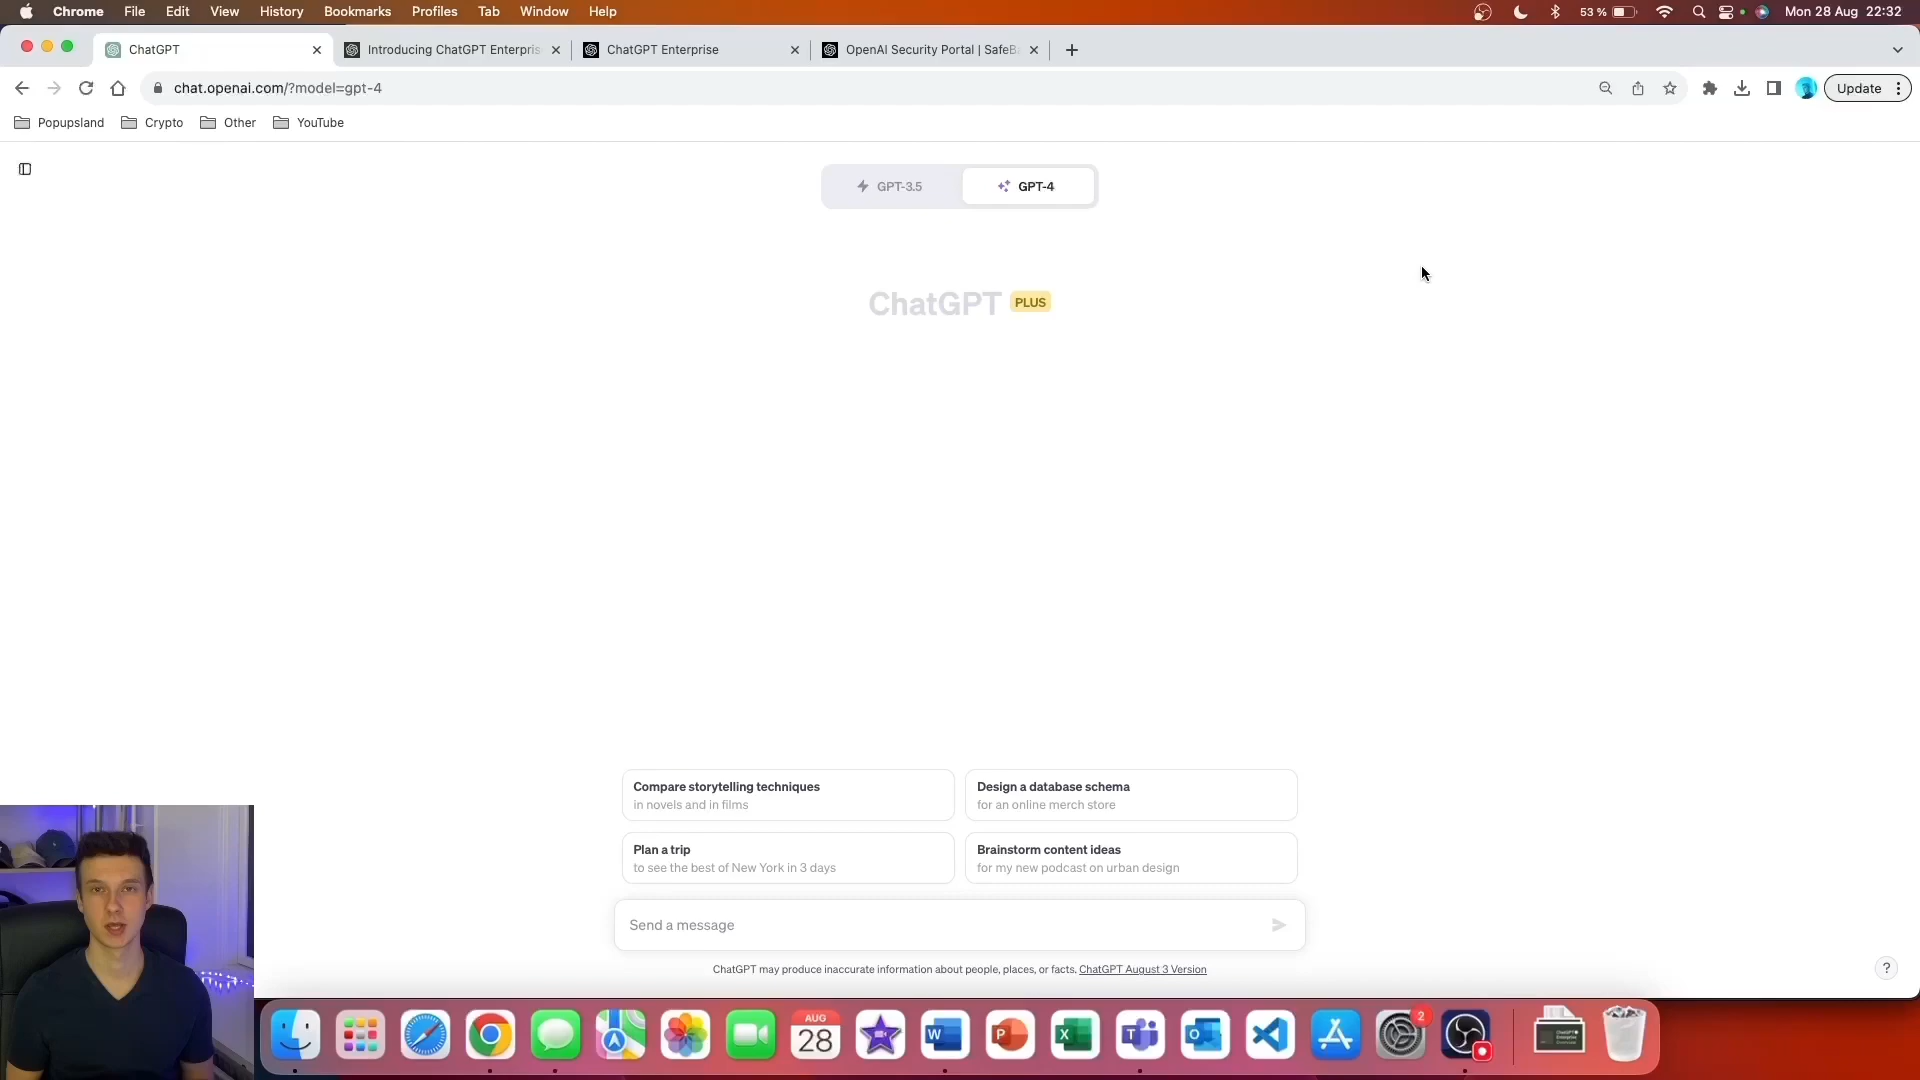 Chrome File Edit View History Bookmarks Profiles Tab Window Help 53 % Mon 28 Aug 22:32
ChatGPT Introducing ChatGPT Enterpris ChatGPT Enterprise OpenAI Security Portal | SafeB
chat.openai.com/?model=gpt-4 Update
Popupsland Crypto Other YouTube
GPT-3.5 GPT-4
ChatGPT PLUS
Compare storytelling techniques
in novels and in films
Design a database schema
for an online merch store
Plan a trip
to see the best of New York in 3 days
Brainstorm content ideas
for my new podcast on urban design
Send a message
ChatGPT may produce inaccurate information about people, places, or facts. ChatGPT August 3 Version
?
AUG
28
W
P
X
T
O
2